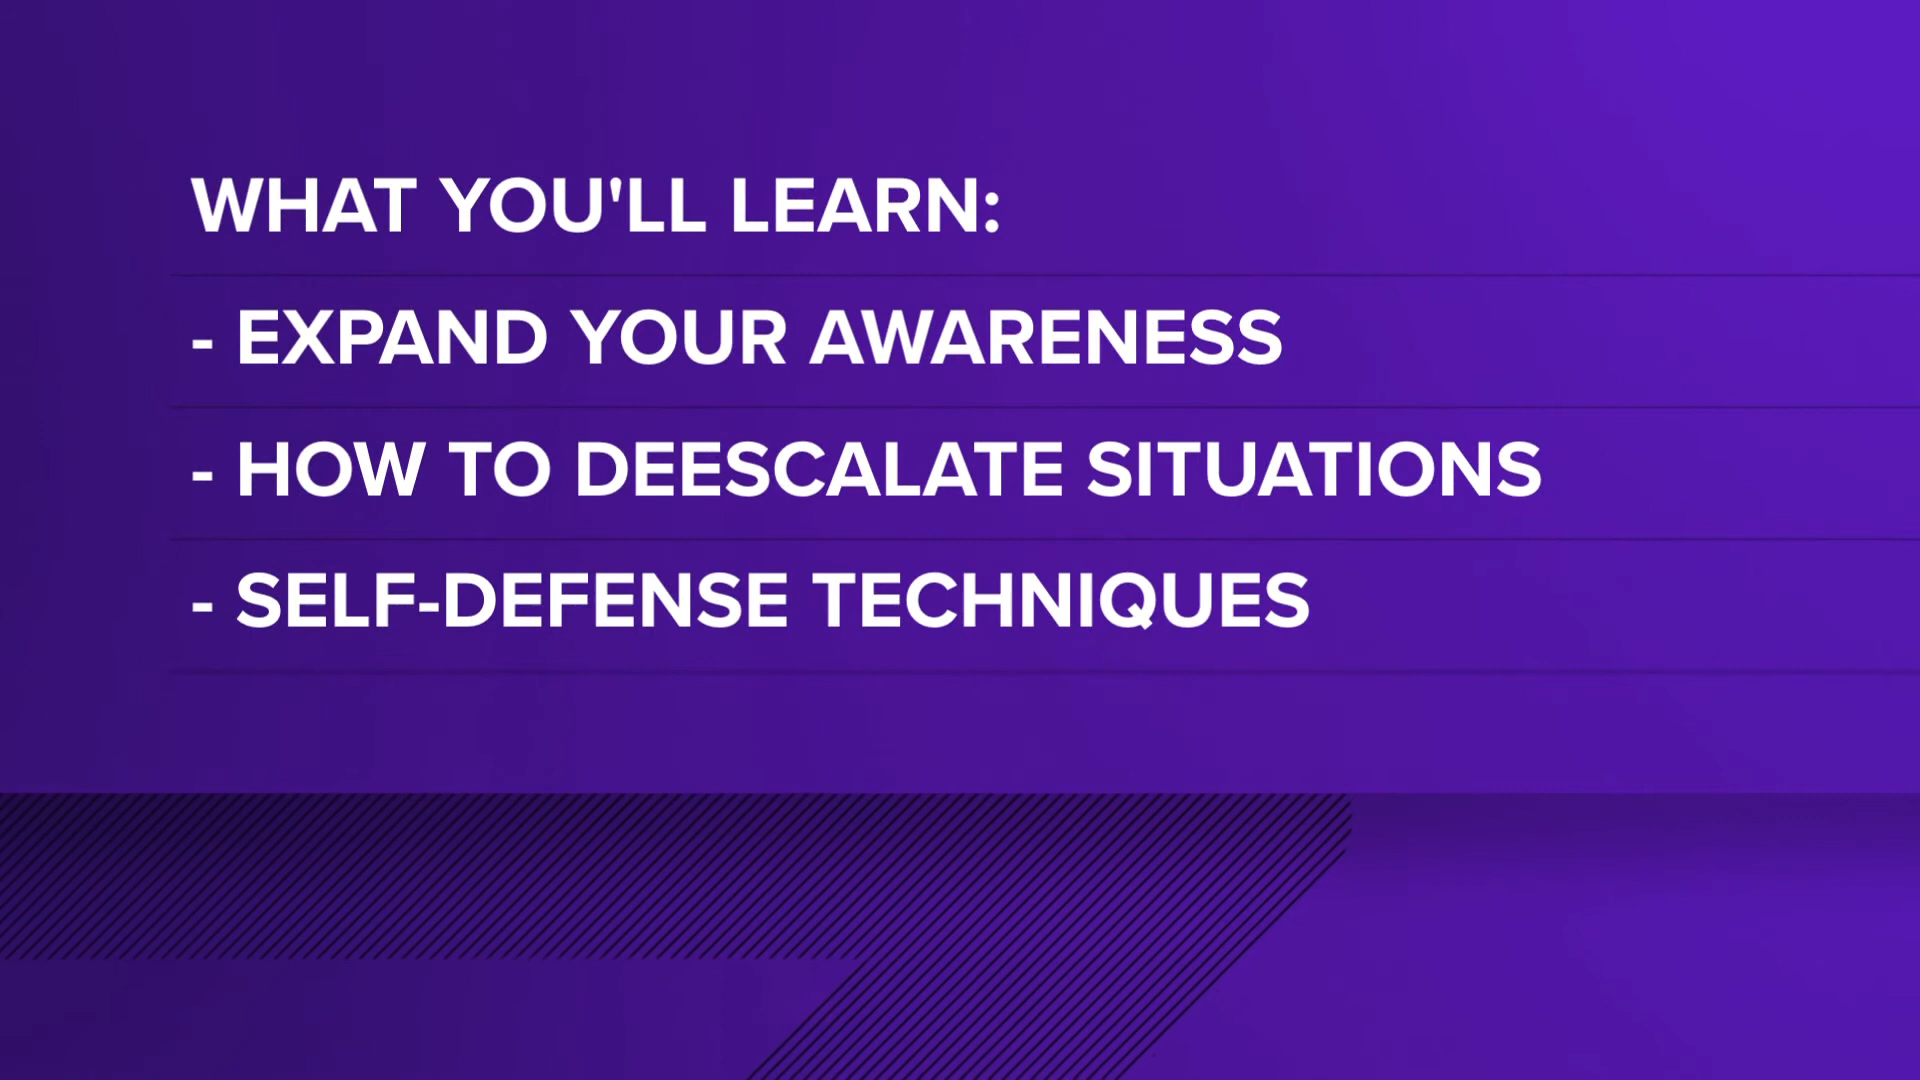 WHAT YOU'LL LEARN:
- EXPAND YOUR AWARENESS
- HOW TO DEESCALATE SITUATIONS
- SELF-DEFENSE TECHNIQUES